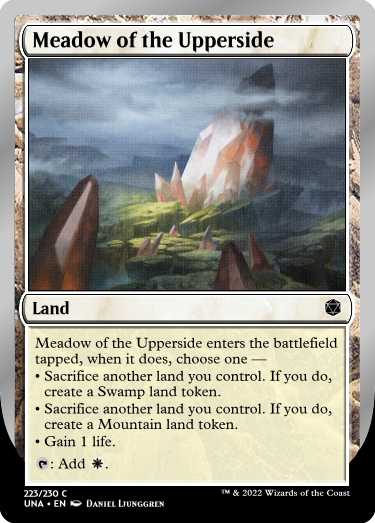 Meadow of the Upperside
Land
Meadow of the Upperside enters the battlefield
tapped, when it does, choose one —
• Sacrifice another land you control. If you do,
create a Swamp land token.
• Sacrifice another land you control. If you do,
create a Mountain land token.
• Gain 1 life.
: Add .
223/230 C
UNA • EN Daniel Ljunggren
™ & 2022 Wizards of the Coast